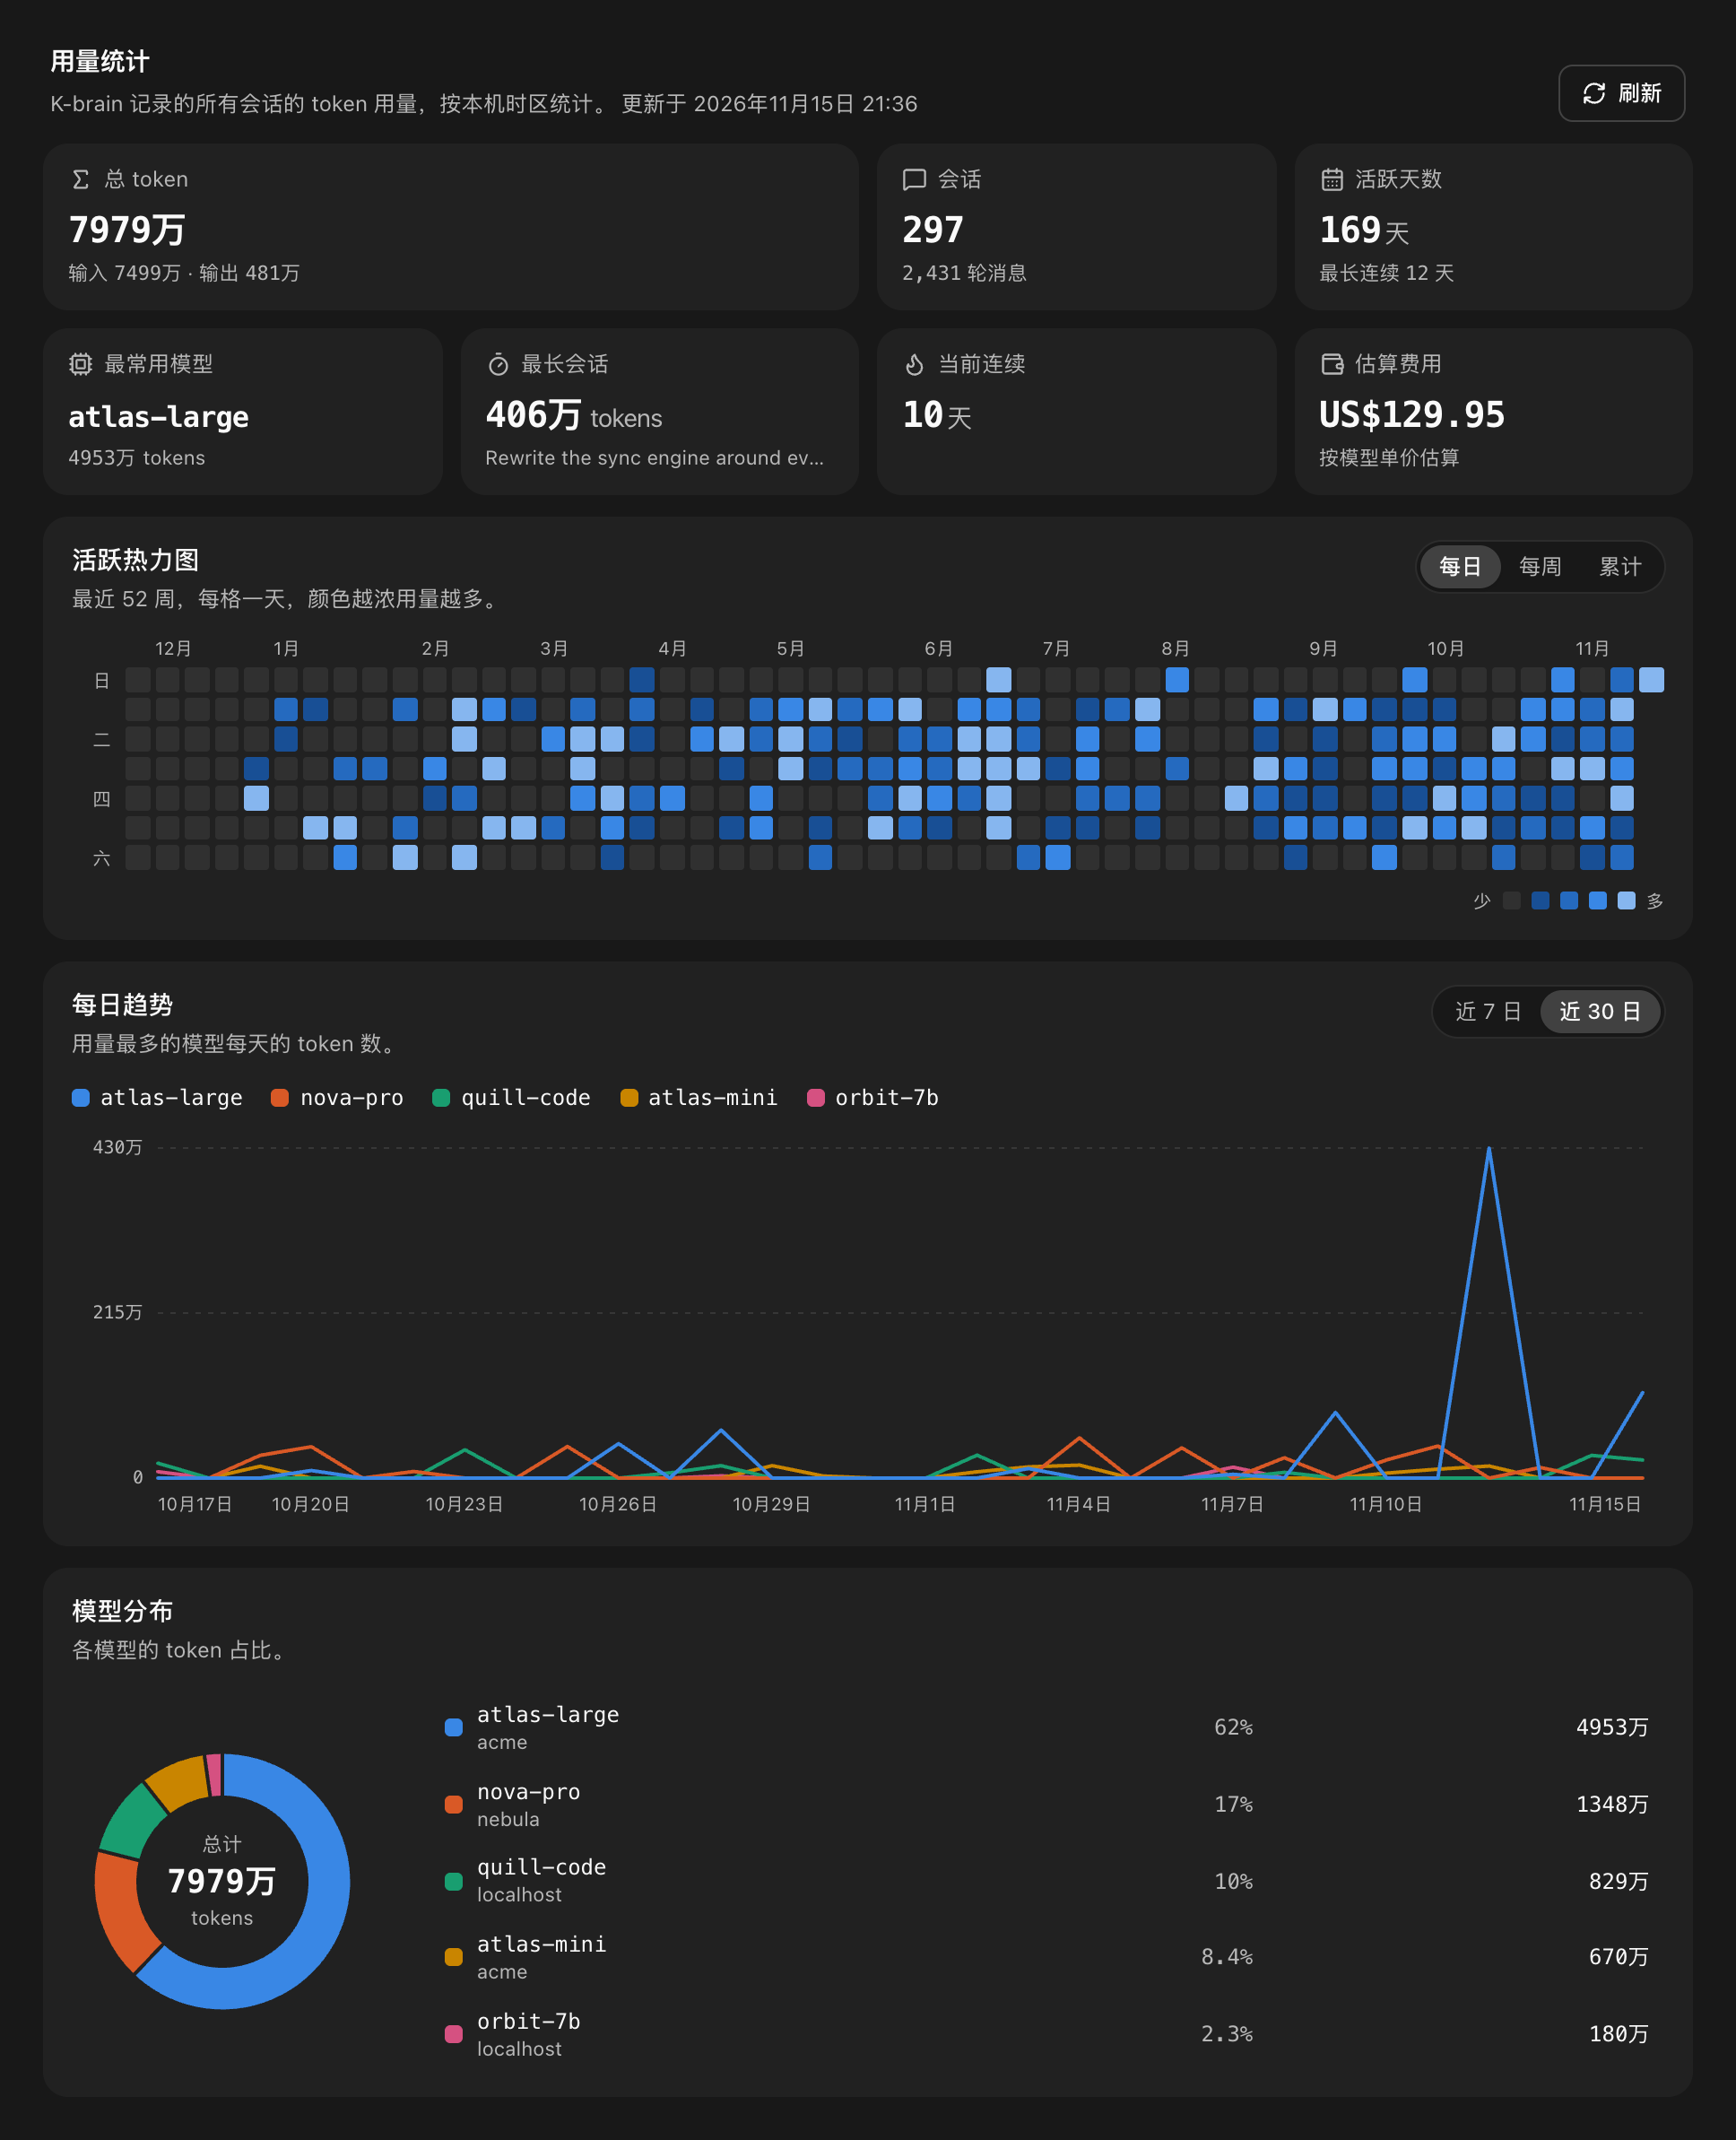 用量统计
K-brain 记录的所有会话的 token 用量，按本机时区统计。 更新于 2026年11月15日 21:36
刷新
总 token
7979万
输入 7499万 · 输出 481万
会话
297
2,431 轮消息
活跃天数
169天
最长连续 12 天
最常用模型
atlas-large
4953万 tokens
最长会话
406万 tokens
Rewrite the sync engine around ev...
当前连续
10天
估算费用
US$129.95
按模型单价估算
活跃热力图
最近 52 周，每格一天，颜色越浓用量越多。
每日 每周 累计
12月 1月 2月 3月 4月 5月 6月 7月 8月 9月 10月 11月
日
二
四
六
少 多
每日趋势
用量最多的模型每天的 token 数。
近 7 日 近 30 日
atlas-large nova-pro quill-code atlas-mini orbit-7b
430万
215万
0
10月17日 10月20日 10月23日 10月26日 10月29日 11月1日 11月4日 11月7日 11月10日 11月15日
模型分布
各模型的 token 占比。
总计
7979万
tokens
atlas-large 62% 4953万
acme
nova-pro 17% 1348万
nebula
quill-code 10% 829万
localhost
atlas-mini 8.4% 670万
acme
orbit-7b 2.3% 180万
localhost